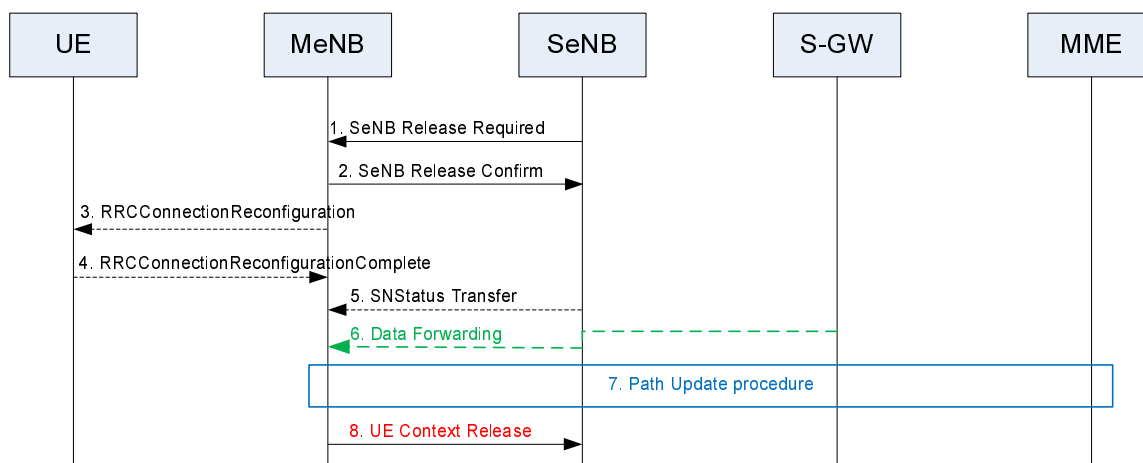 UE
MeNB
SeNB
S-GW
MME
1. SeNB Release Required
2. SeNB Release Confirm
3. RRCConnectionReconfiguration
4. RRCConnectionReconfigurationComplete
5. SNStatus Transfer
6. Data Forwarding
7. Path Update procedure
8. UE Context Release